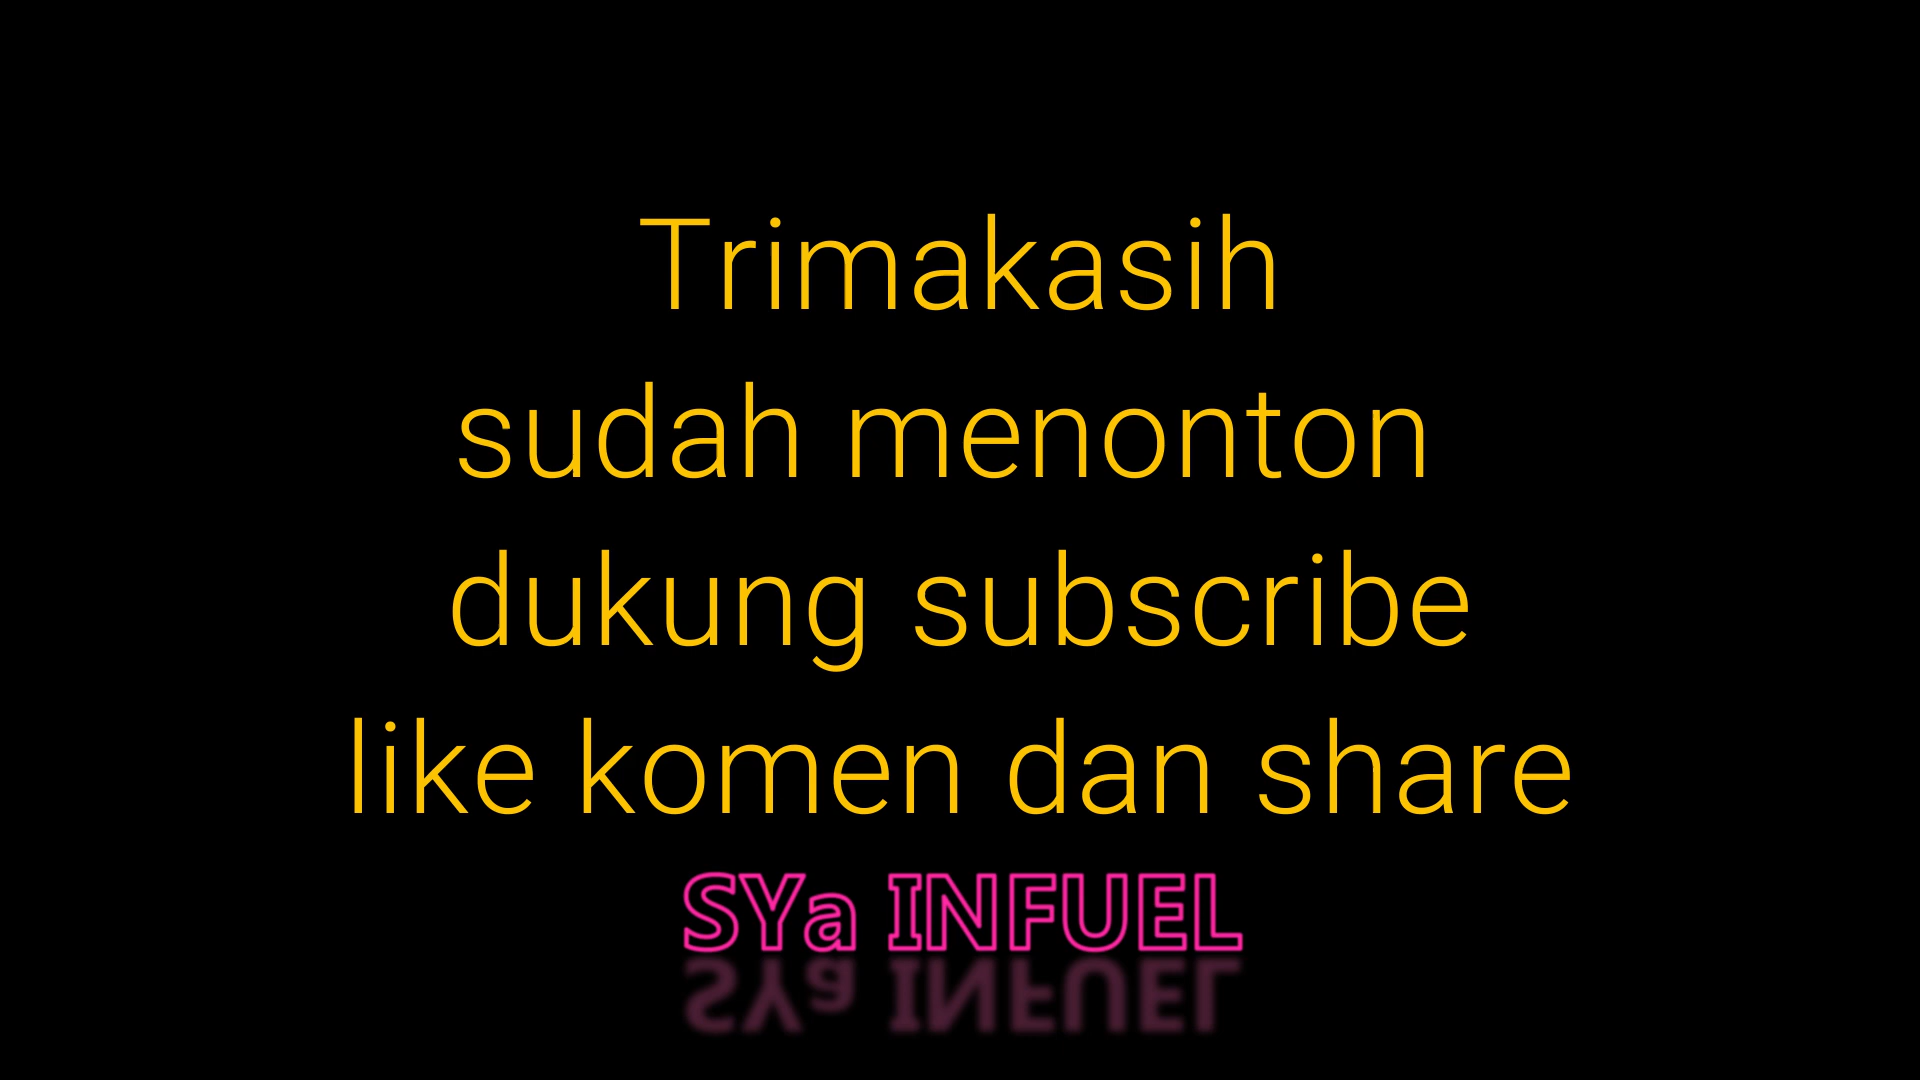 Trimakasih
sudah menonton
dukung subscribe
like komen dan share
SYa INFUEL